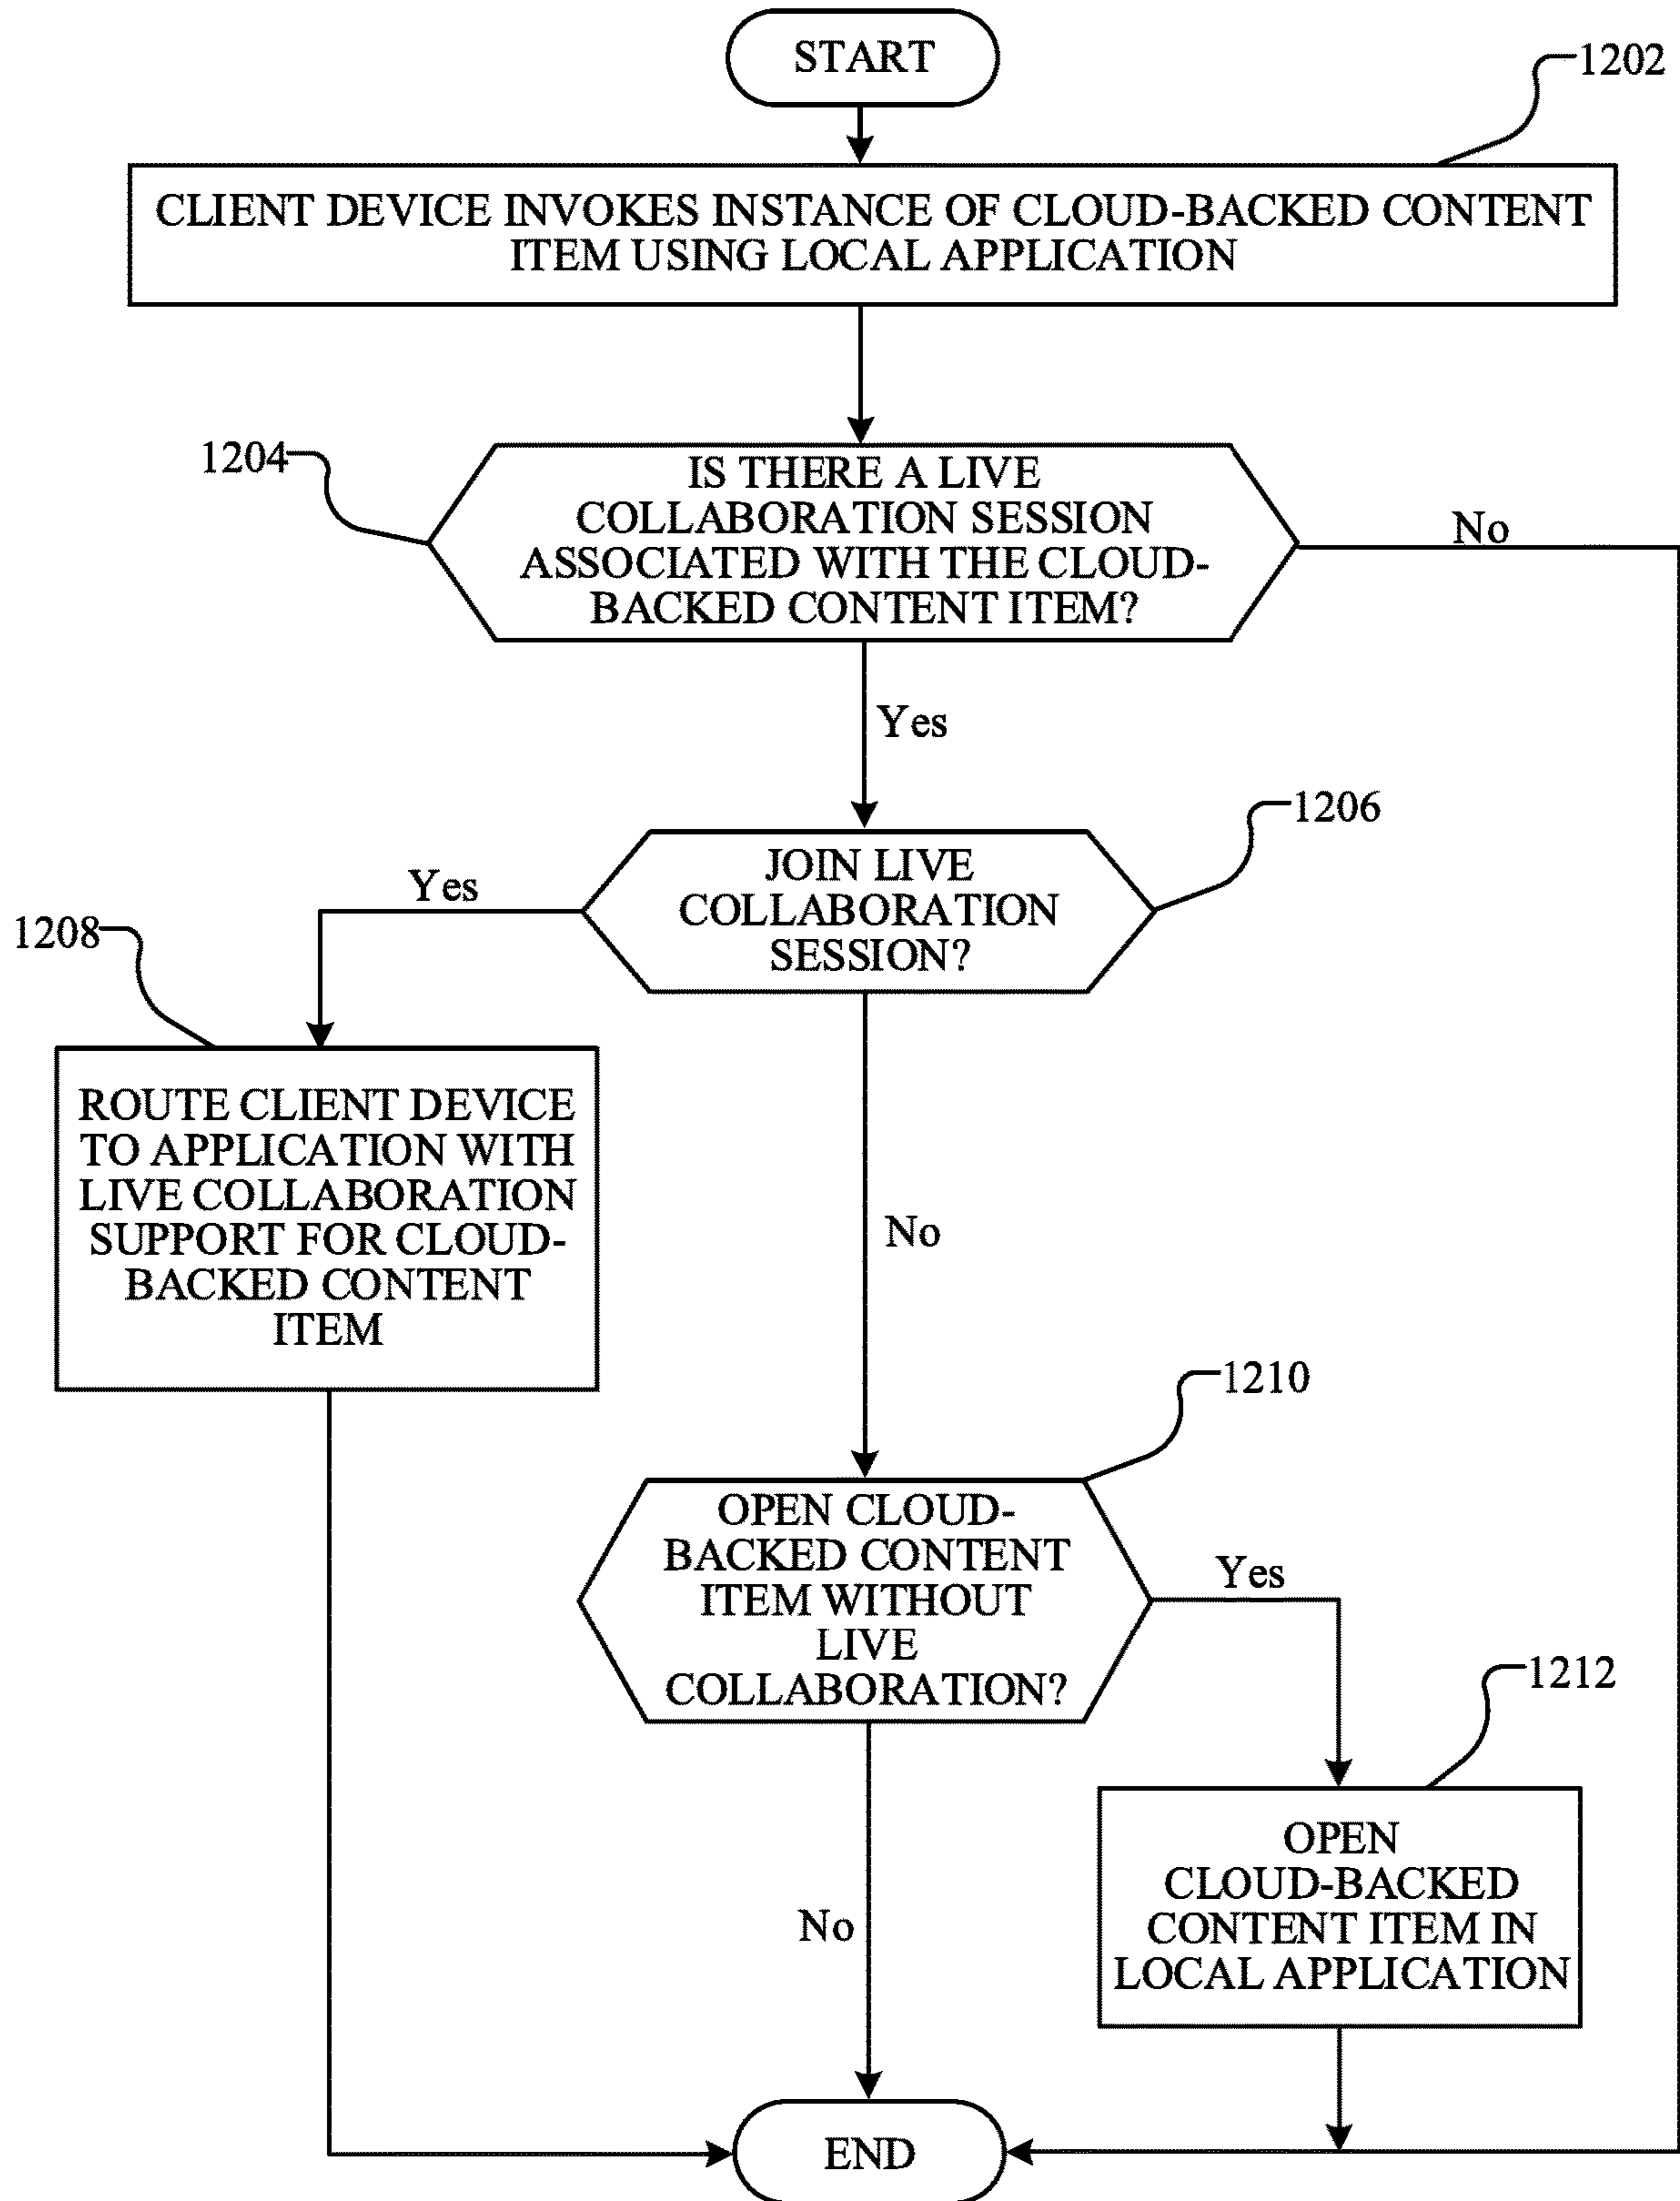 START
1202
CLIENT DEVICE INVOKES INSTANCE OF CLOUD-BACKED CONTENT
ITEM USING LOCAL APPLICATION
1204
IS THERE A LIVE
COLLABORATION SESSION
ASSOCIATED WITH THE CLOUD-
BACKED CONTENT ITEM?
No
Yes
1206
JOIN LIVE
COLLABORATION
SESSION?
Yes
1208
ROUTE CLIENT DEVICE
TO APPLICATION WITH
LIVE COLLABORATION
SUPPORT FOR CLOUD-
BACKED CONTENT
ITEM
No
1210
OPEN CLOUD-
BACKED CONTENT
ITEM WITHOUT
LIVE
COLLABORATION?
Yes
1212
OPEN
CLOUD-BACKED
CONTENT ITEM IN
LOCAL APPLICATION
No
END